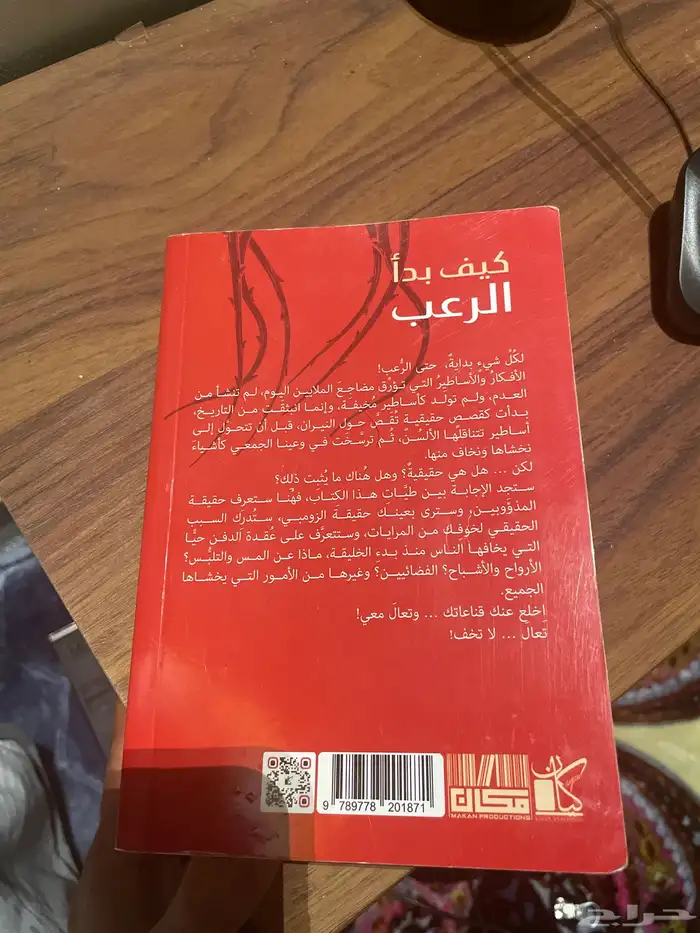 كيف بدأ
الرعب
لكُلِّ شيءٍ بدايةٌ، حتى الرُّعب!
الأفكارُ والأساطيرُ التي تؤرّق مضاجعَ الملايين اليوم، لم تنشأ من
العدم، ولم تولد كأساطير مُخيفة، وإنما انبثقت من التاريخ،
بدأت كقصص حقيقية تُقَصُّ حول النيران، قبل أن تتحوَّل إلى
أساطير تتناقلُها الألسُن، ثُم ترسّخت في وعينا الجمعي كأشياءَ
نخشاها ونخاف منها.
لكن ... هل هي حقيقيةٌ؟ وهل هُناك ما يُثبت ذلك؟
ستجد الإجابة بين طيَّاتِ هذا الكتاب، فهُنا ستعرف حقيقة
المذؤوبين، وسترى بعينك حقيقةَ الزومبي، ستُدرك السبب
الحقيقي لخوفك من المرايات، وستتعرَّف على عُقدة الدفن حيًّا
التي يخافها الناس منذ بدء الخليقة، ماذا عن المس والتلبُّس؟
الأرواح والأشباح؟ الفضائيين؟ وغيرها من الأمور التي يخشاها
الجميع.
اخلع عنك قناعاتك ... وتعالَ معي!
تَعالَ ... لا تخف!
9 789778 201871
مكان
MAKAN PRODUCTIONS
كيان
حراج